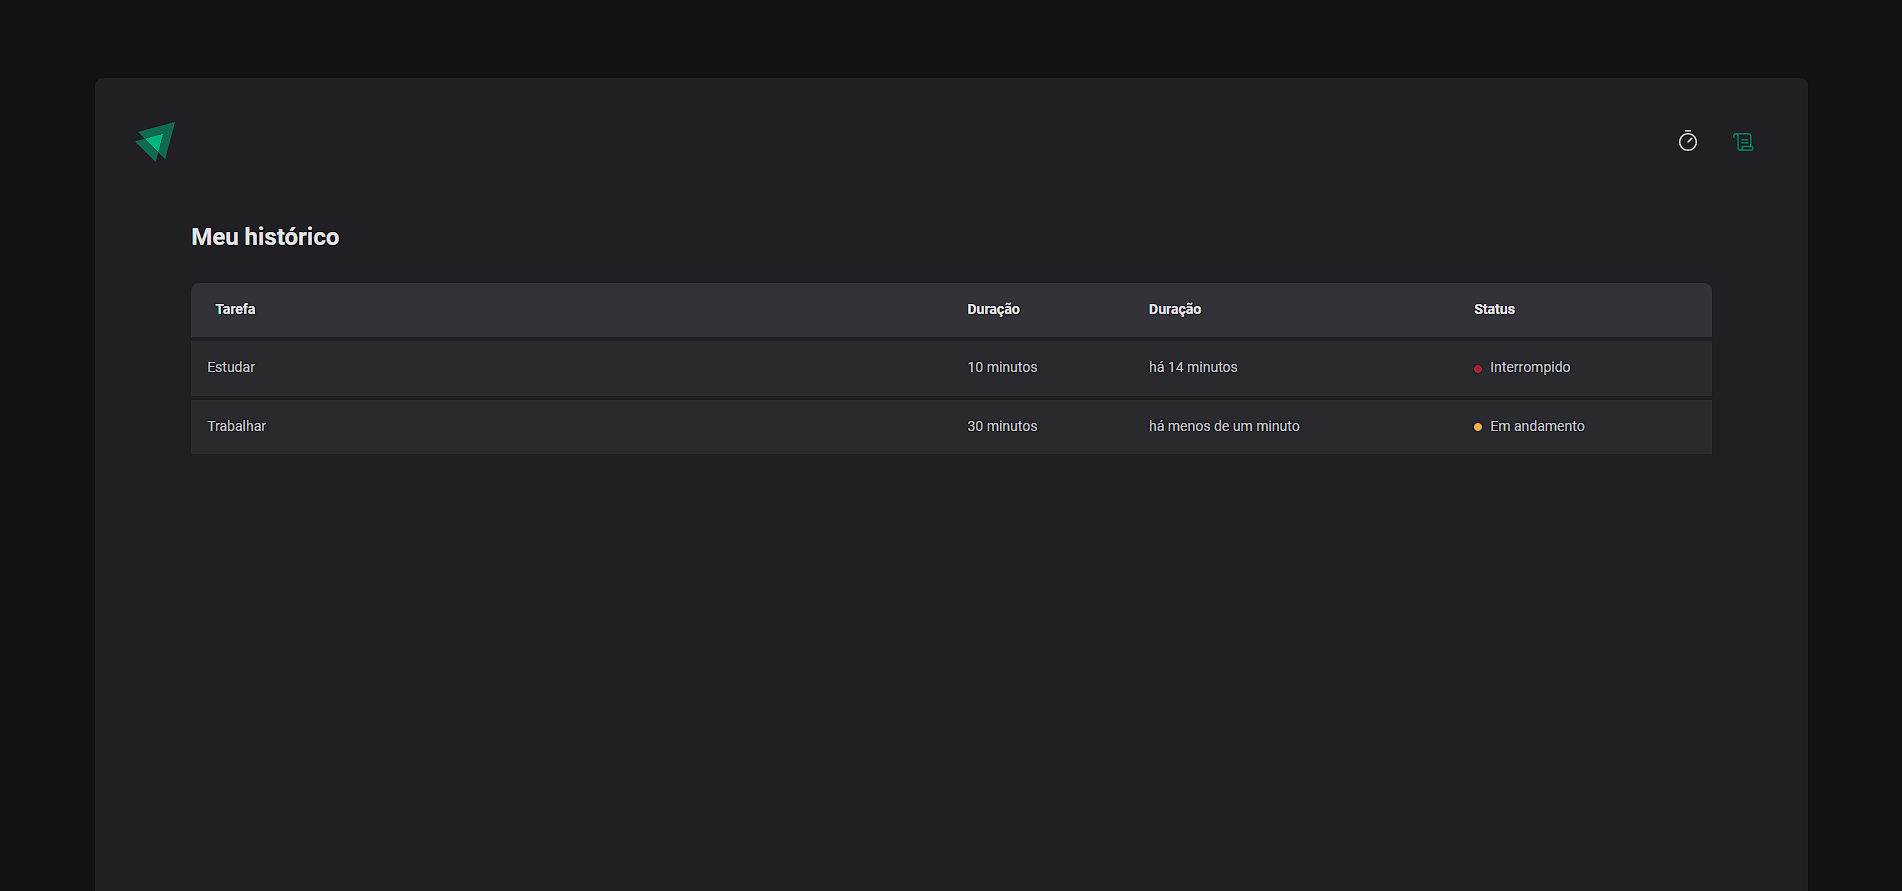 Meu histórico
Tarefa Duração Duração Status
Estudar 10 minutos há 14 minutos Interrompido
Trabalhar 30 minutos há menos de um minuto Em andamento